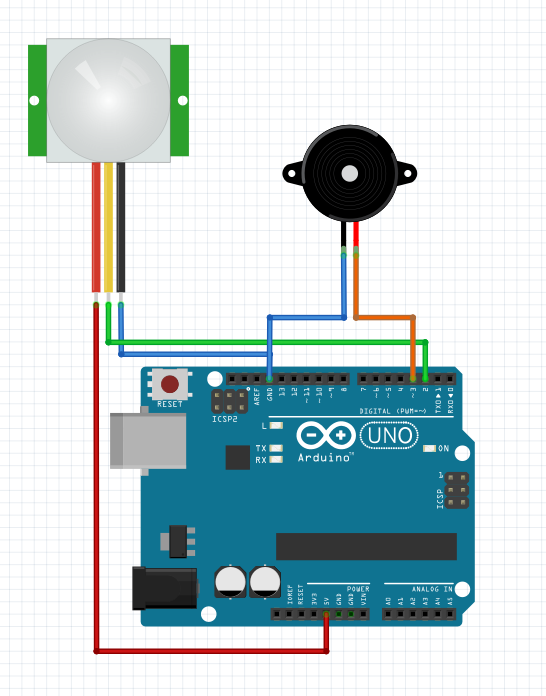 RESET
ICSP2
AREF
GND
13
12
~11
~10
~9
8
7
~6
~5
4
~3
2
TXD▶1
RXD◀0
DIGITAL (PWM=~)
L
TX
RX
UNO
ON
Arduino™
1
ICSP
IOREF
RESET
3V3
5V
GND
GND
VIN
POWER
ANALOG IN
A0
A1
A2
A3
A4
A5